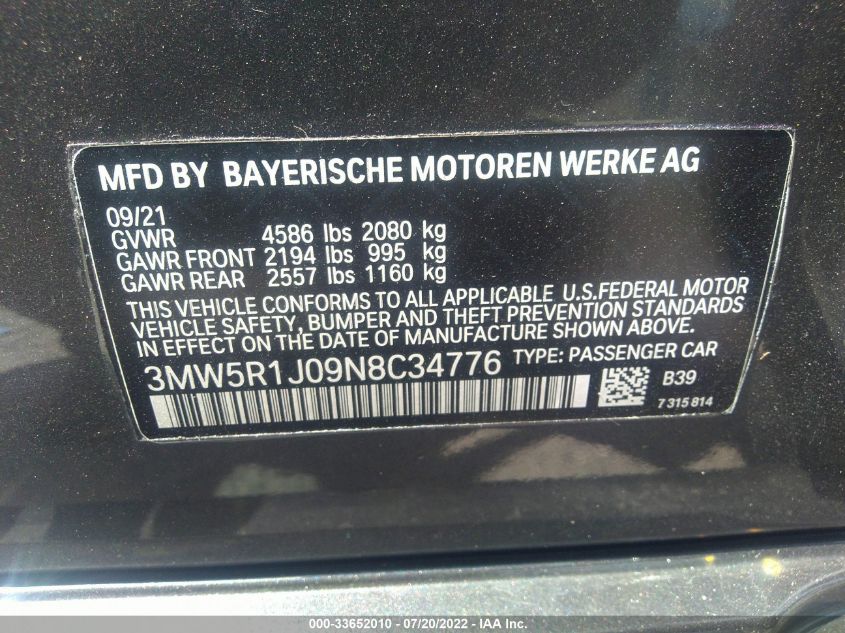 MFD BY BAYERISCHE MOTOREN WERKE AG
09/21
GVWR 4586 lbs 2080 kg
GAWR FRONT 2194 lbs 995 kg
GAWR REAR 2557 lbs 1160 kg
THIS VEHICLE CONFORMS TO ALL APPLICABLE U.S.FEDERAL MOTOR
VEHICLE SAFETY, BUMPER AND THEFT PREVENTION STANDARDS
IN EFFECT ON THE DATE OF MANUFACTURE SHOWN ABOVE.
3MW5R1J09N8C34776 TYPE: PASSENGER CAR
B39
7 315 814
000-33652010 - 07/20/2022 - IAA Inc.